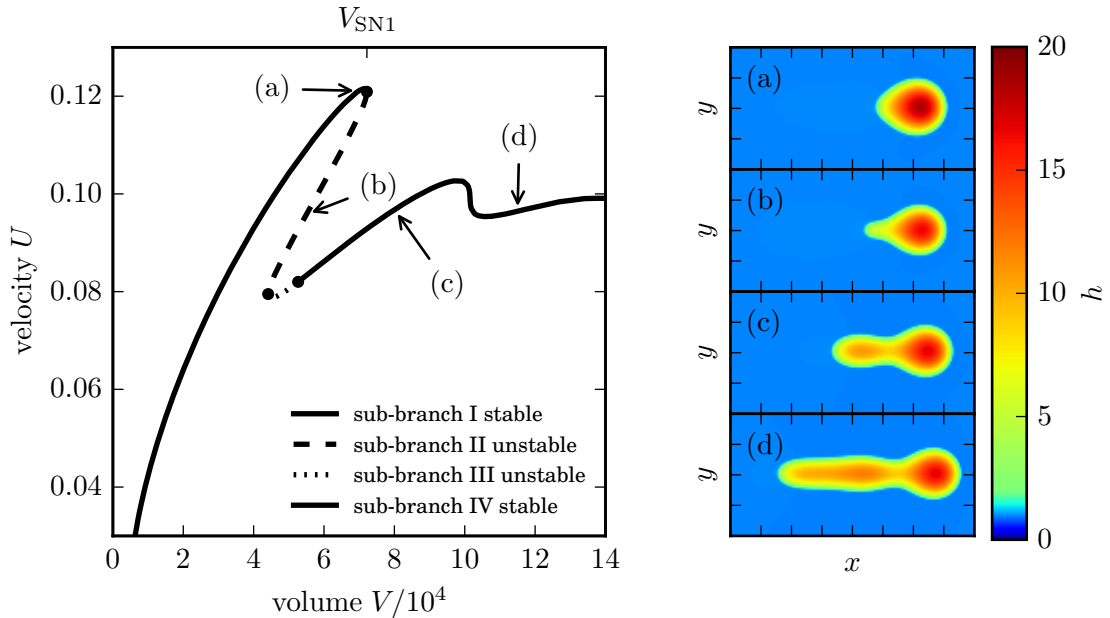 V_SN1
velocity U
0.12
0.10
0.08
0.06
0.04
(a)
(d)
(b)
(c)
sub-branch I stable
sub-branch II unstable
sub-branch III unstable
sub-branch IV stable
0 2 4 6 8 10 12 14
volume V/10^4
(a)
y
(b)
y
(c)
y
(d)
y
x
20
15
10
5
0
h